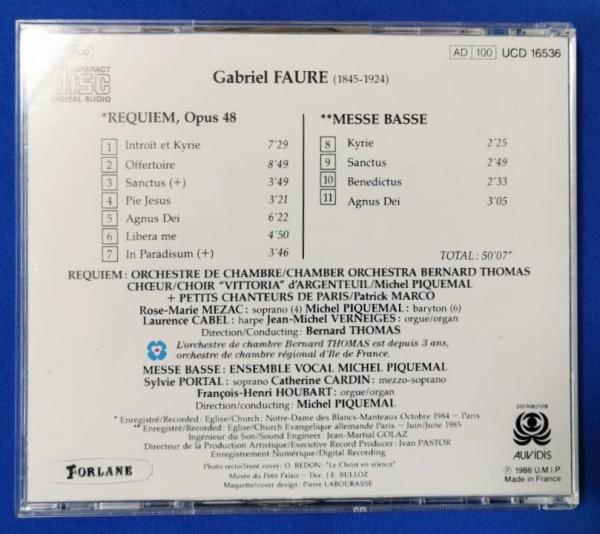 COMPACT
DISC
DIGITAL AUDIO
AD 100 UCD 16536
Gabriel FAURE (1845-1924)
*REQUIEM, Opus 48
1 Introït et Kyrie 7'29
2 Offertoire 8'49
3 Sanctus (+) 3'49
4 Pie Jesus 3'21
5 Agnus Dei 6'22
6 Libera me 4'50
7 In Paradisum (+) 3'46
**MESSE BASSE
8 Kyrie 2'25
9 Sanctus 2'49
10 Benedictus 2'33
11 Agnus Dei 3'05
TOTAL : 50'07"
REQUIEM : ORCHESTRE DE CHAMBRE/CHAMBER ORCHESTRA BERNARD THOMAS
CHŒUR/CHOIR "VITTORIA" d'ARGENTEUIL/Michel PIQUEMAL
+ PETITS CHANTEURS DE PARIS/Patrick MARCO
Rose-Marie MEZAC : soprano (4) Michel PIQUEMAL : baryton (6)
Laurence CABEL : harpe Jean-Michel VERNEIGES : orgue/organ
Direction/Conducting : Bernard THOMAS
L'orchestre de chambre Bernard THOMAS est depuis 3 ans,
orchestre de chambre régional d'Ile de France.
MESSE BASSE : ENSEMBLE VOCAL MICHEL PIQUEMAL
Sylvie PORTAL : soprano Catherine CARDIN : mezzo-soprano
François-Henri HOUBART : orgue/organ
Direction/conducting : Michel PIQUEMAL
* Enregistré/Recorded : Eglise/Church : Notre-Dame des Blancs-Manteaux Octobre 1984 – Paris
** Enregistré/Recorded : Eglise/Church Evangelique allemande Paris – Juin/June 1985
Ingénieur du Son/Sound Engineer : Jean-Martial GOLAZ
Directeur de la Production Artistique/Executive Record Producer : Ivan PASTOR
Enregistrement Numérique/Digital Recording
Photo recto/front cover : O. REDON : "Le Christ en silence"
Musée du Petit Palais – Doc. J.E. BULLOZ
Maquette/cover design : Pierre LABOURASSE
FORLANE
DISTRIBUTION
AUVIDIS
℗ 1986 U.M.I.P.
Made in France